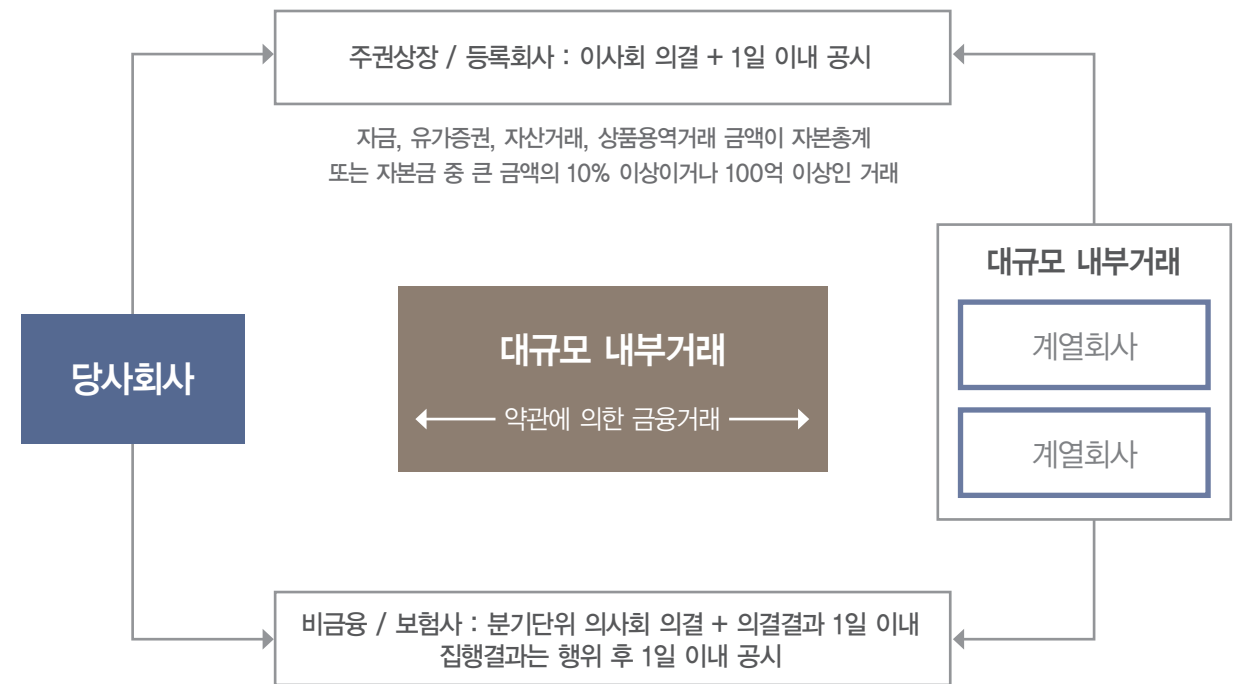 주권상장 / 등록회사 : 이사회 의결 + 1일 이내 공시
자금, 유가증권, 자산거래, 상품용역거래 금액이 자본총계
또는 자본금 중 큰 금액의 10% 이상이거나 100억 이상인 거래
당사회사
대규모 내부거래
약관에 의한 금융거래
대규모 내부거래
계열회사
계열회사
비금융 / 보험사 : 분기단위 의사회 의결 + 의결결과 1일 이내
집행결과는 행위 후 1일 이내 공시